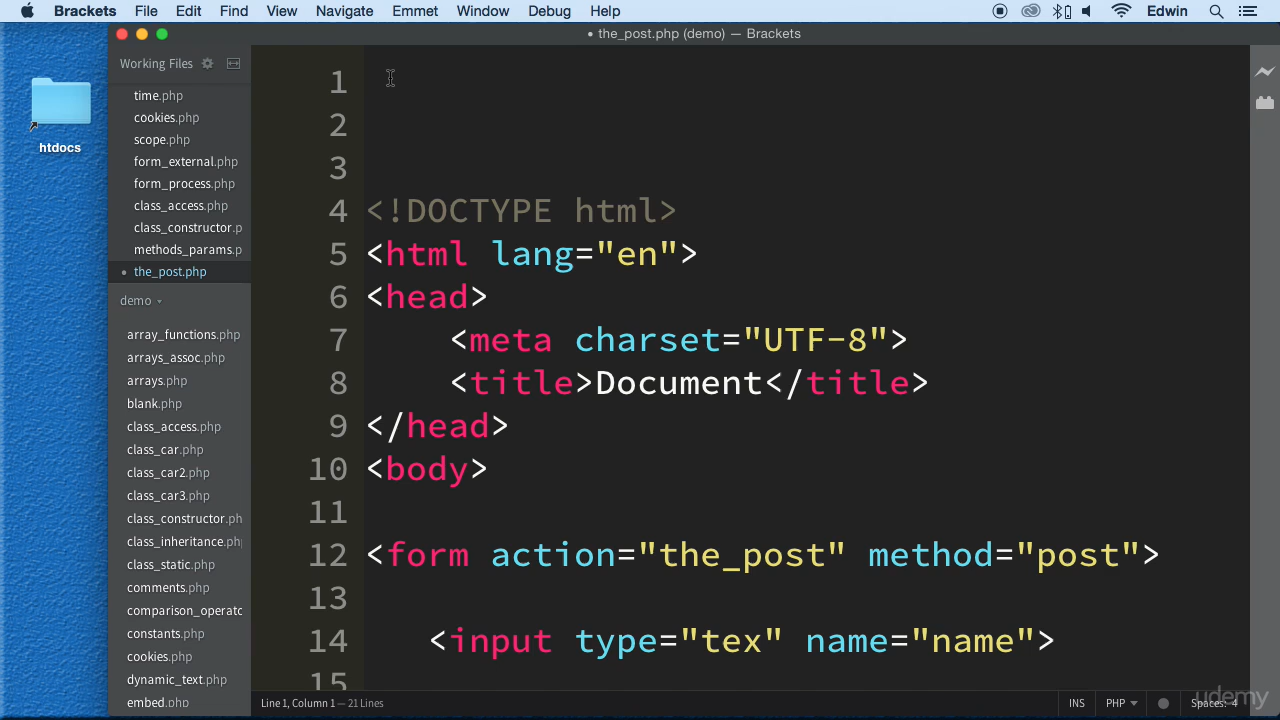 Brackets File Edit Find View Navigate Emmet Window Debug Help Edwin
• the_post.php (demo) — Brackets
Working Files
time.php
cookies.php
scope.php
form_external.php
form_process.php
class_access.php
class_constructor.p
methods_params.p
• the_post.php
demo
array_functions.php
arrays_assoc.php
arrays.php
blank.php
class_access.php
class_car.php
class_car2.php
class_car3.php
class_constructor.ph
class_inheritance.ph
class_static.php
comments.php
comparison_operato
constants.php
cookies.php
dynamic_text.php
embed.php
htdocs
1
2
3
4 <!DOCTYPE html>
5 <html lang="en">
6 <head>
7 <meta charset="UTF-8">
8 <title>Document</title>
9 </head>
10 <body>
11
12 <form action="the_post" method="post">
13
14 <input type="tex" name="name">
15
Line 1, Column 1 — 21 Lines
INS PHP Spaces: 4
udemy